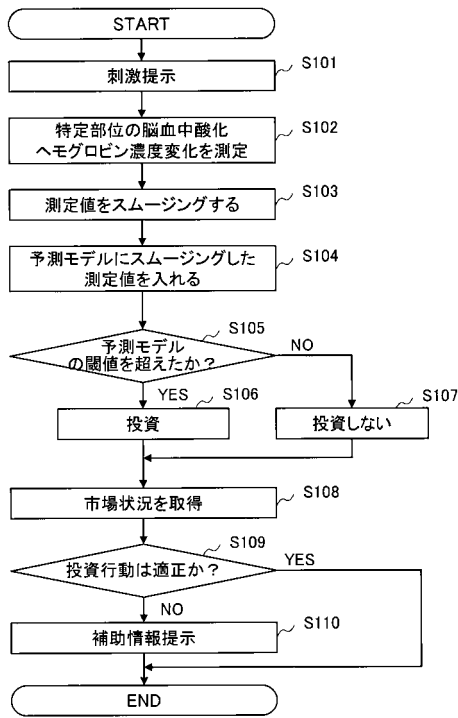 START
刺激提示
S101
特定部位の脳血中酸化
ヘモグロビン濃度変化を測定
S102
測定値をスムージングする
S103
予測モデルにスムージングした
測定値を入れる
S104
予測モデル
の閾値を超えたか？
S105
NO
YES
投資
S106
投資しない
S107
市場状況を取得
S108
投資行動は適正か？
S109
YES
NO
補助情報提示
S110
END